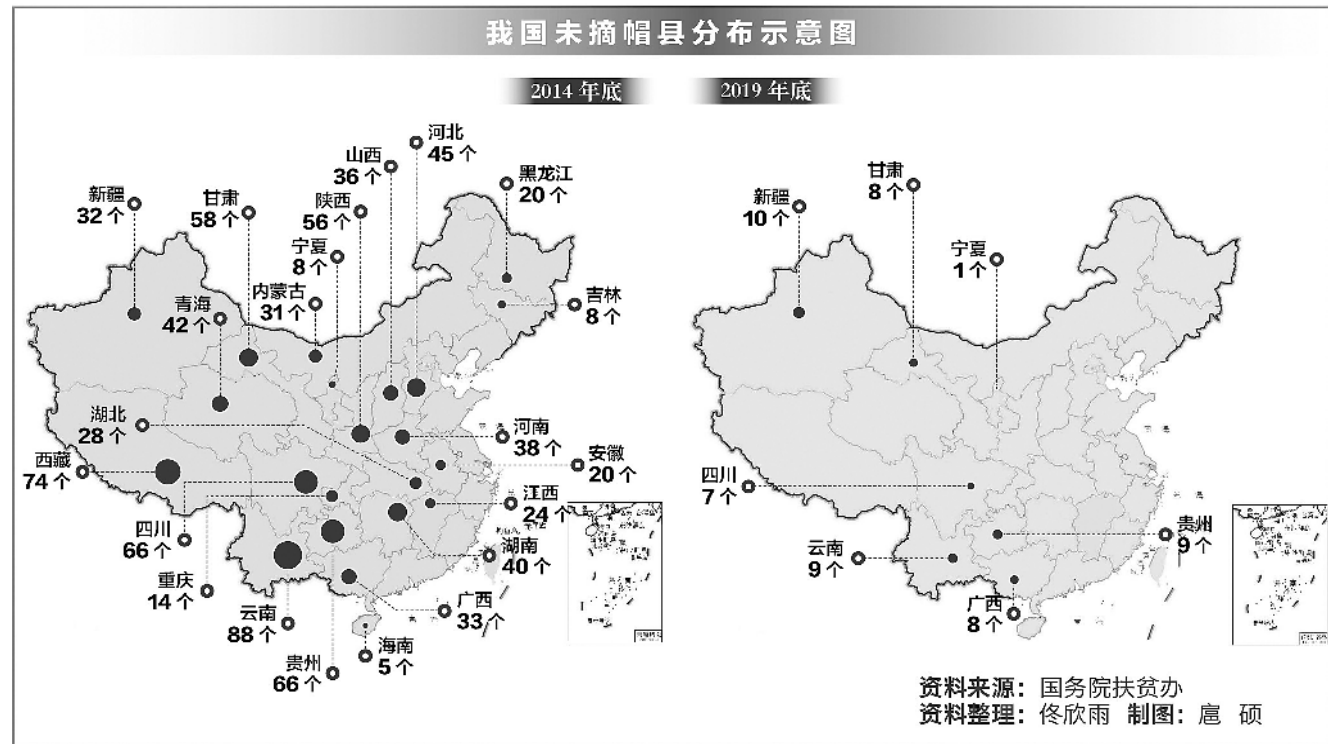 我国未摘帽县分布示意图
2014年底
2019年底
河北
45个
山西
36个
黑龙江
20个
新疆
32个
甘肃
58个
陕西
56个
宁夏
8个
内蒙古
31个
吉林
8个
青海
42个
湖北
28个
河南
38个
安徽
20个
西藏
74个
江西
24个
四川
66个
湖南
40个
重庆
14个
广西
33个
云南
88个
海南
5个
贵州
66个
甘肃
8个
新疆
10个
宁夏
1个
四川
7个
贵州
9个
云南
9个
广西
8个
资料来源：国务院扶贫办
资料整理：佟欣雨 制图：扈 硕